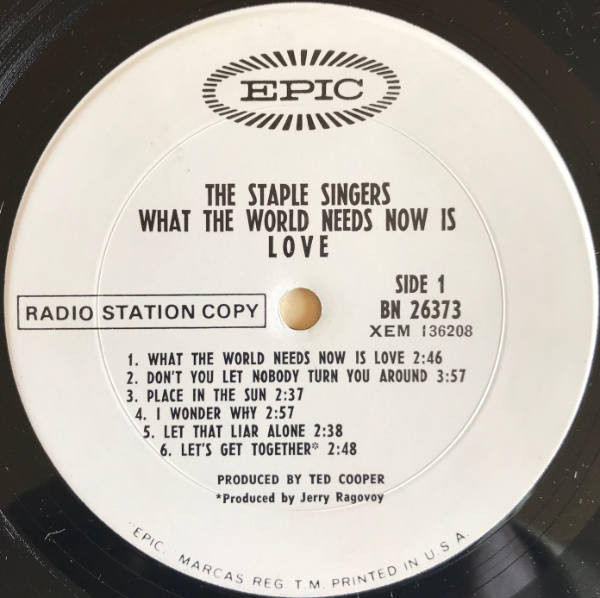 EPIC
THE STAPLE SINGERS
WHAT THE WORLD NEEDS NOW IS
LOVE
SIDE 1
RADIO STATION COPY
BN 26373
XEM 136208
1. WHAT THE WORLD NEEDS NOW IS LOVE 2:46
2. DON'T YOU LET NOBODY TURN YOU AROUND 3:57
3. PLACE IN THE SUN 2:37
4. I WONDER WHY 2:57
5. LET THAT LIAR ALONE 2:38
6. LET'S GET TOGETHER* 2:48
PRODUCED BY TED COOPER
*Produced by Jerry Ragovoy
"EPIC, MARCAS REG. T.M. PRINTED IN U.S.A.